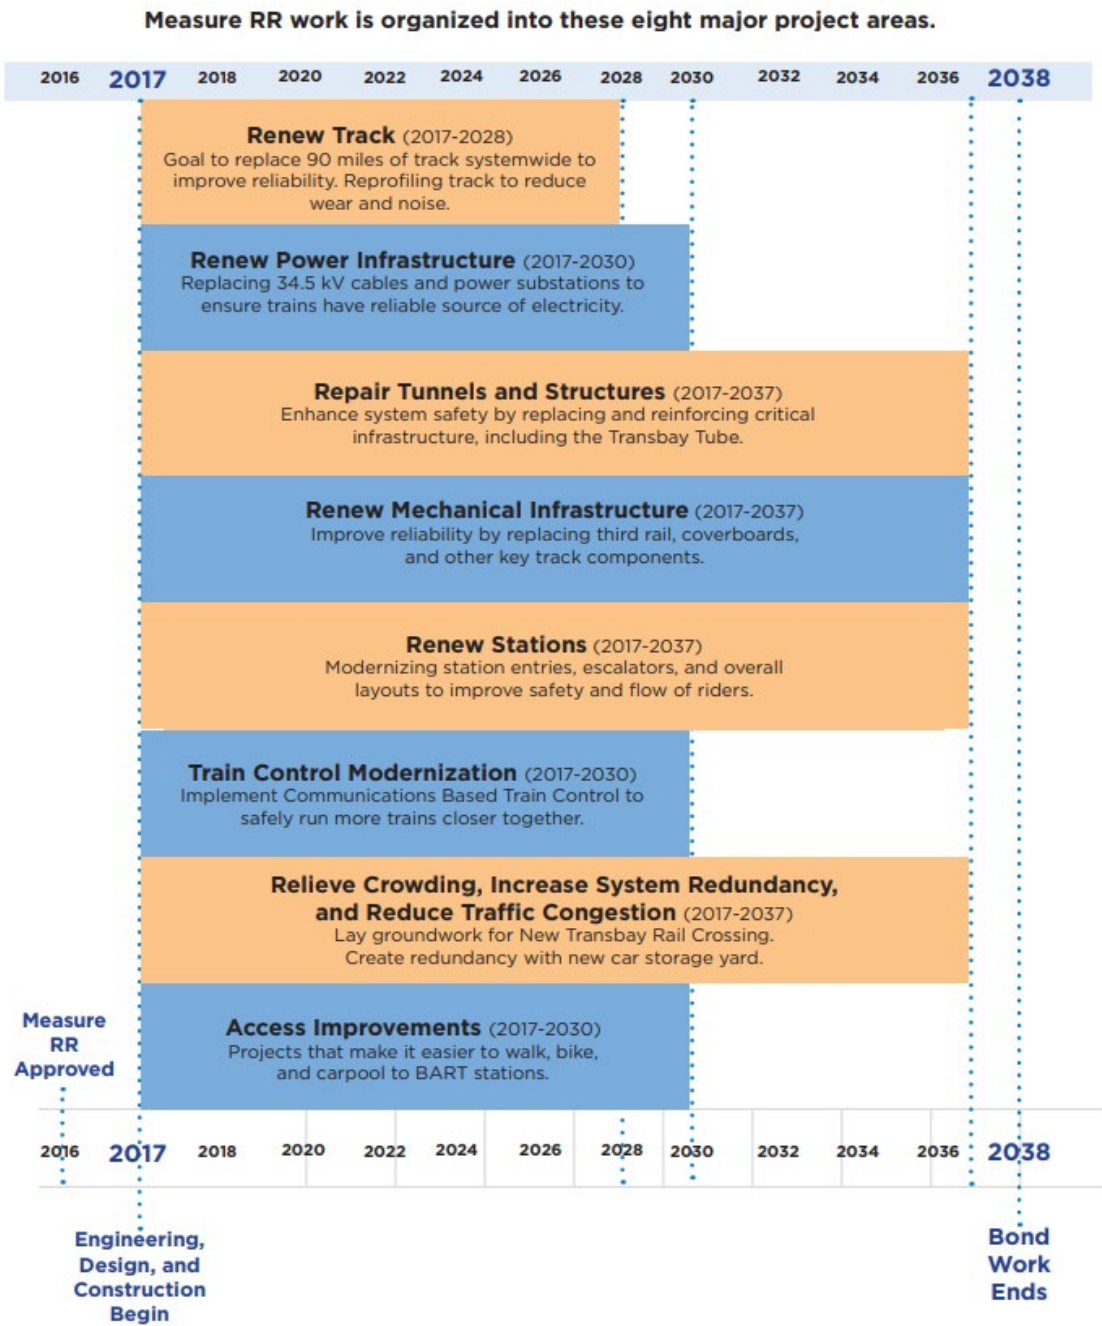 Measure RR work is organized into these eight major project areas.
2016 2017 2018 2020 2022 2024 2026 2028 2030 2032 2034 2036 2038
Renew Track (2017-2028)
Goal to replace 90 miles of track systemwide to
improve reliability. Reprofiling track to reduce
wear and noise.
Renew Power Infrastructure (2017-2030)
Replacing 34.5 kV cables and power substations to
ensure trains have reliable source of electricity.
Repair Tunnels and Structures (2017-2037)
Enhance system safety by replacing and reinforcing critical
infrastructure, including the Transbay Tube.
Renew Mechanical Infrastructure (2017-2037)
Improve reliability by replacing third rail, coverboards,
and other key track components.
Renew Stations (2017-2037)
Modernizing station entries, escalators, and overall
layouts to improve safety and flow of riders.
Train Control Modernization (2017-2030)
Implement Communications Based Train Control to
safely run more trains closer together.
Relieve Crowding, Increase System Redundancy,
and Reduce Traffic Congestion (2017-2037)
Lay groundwork for New Transbay Rail Crossing.
Create redundancy with new car storage yard.
Access Improvements (2017-2030)
Projects that make it easier to walk, bike,
and carpool to BART stations.
Measure
RR
Approved
2016 2017 2018 2020 2022 2024 2026 2028 2030 2032 2034 2036 2038
Engineering,
Design, and
Construction
Begin
Bond
Work
Ends